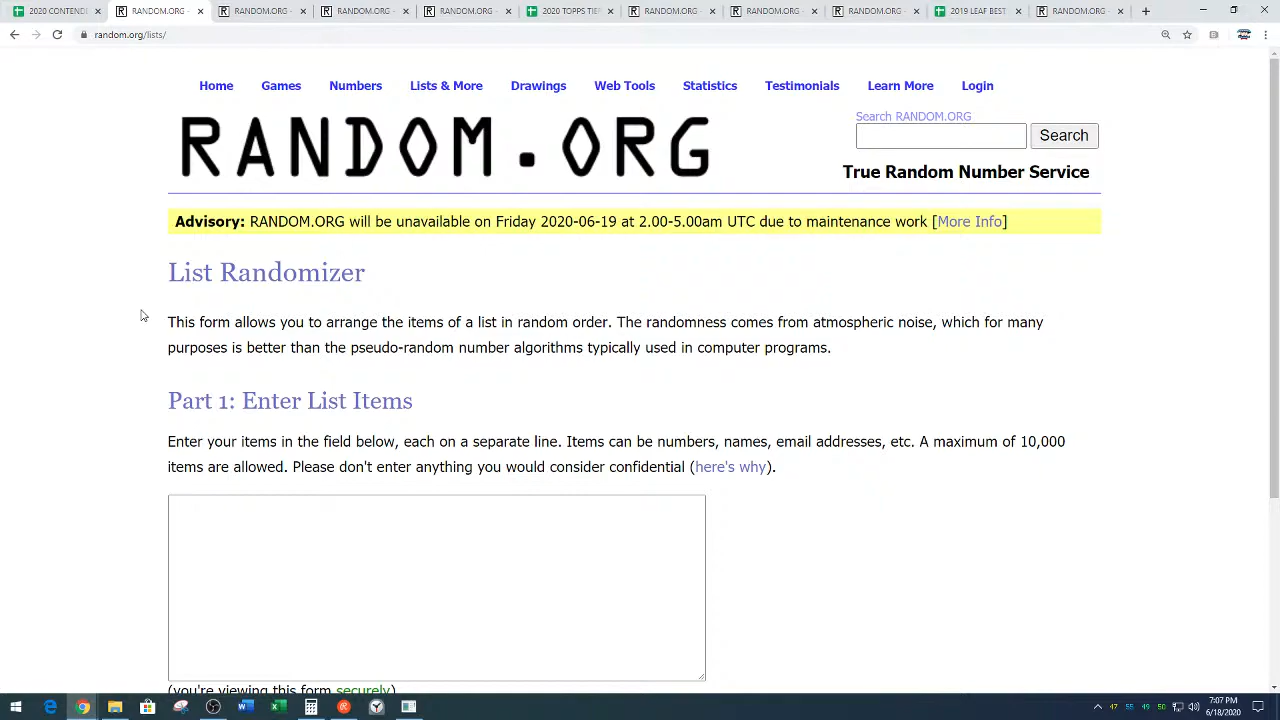 2020 CONTEND
RANDOM.ORG -
RANDOM.ORG -
RANDOM.ORG -
RANDOM.ORG -
2020 TOPPS TIE
RANDOM.ORG -
RANDOM.ORG -
RANDOM.ORG -
2019 LEAF BEST
RANDOM.ORG -
random.org/lists/
Home Games Numbers Lists & More Drawings Web Tools Statistics Testimonials Learn More Login
RANDOM.ORG
Search RANDOM.ORG
Search
True Random Number Service
Advisory: RANDOM.ORG will be unavailable on Friday 2020-06-19 at 2.00-5.00am UTC due to maintenance work [More Info]
List Randomizer
This form allows you to arrange the items of a list in random order. The randomness comes from atmospheric noise, which for many
purposes is better than the pseudo-random number algorithms typically used in computer programs.
Part 1: Enter List Items
Enter your items in the field below, each on a separate line. Items can be numbers, names, email addresses, etc. A maximum of 10,000
items are allowed. Please don't enter anything you would consider confidential (here's why).
(you're viewing this form securely)
47 55 49 50
7:07 PM
6/18/2020